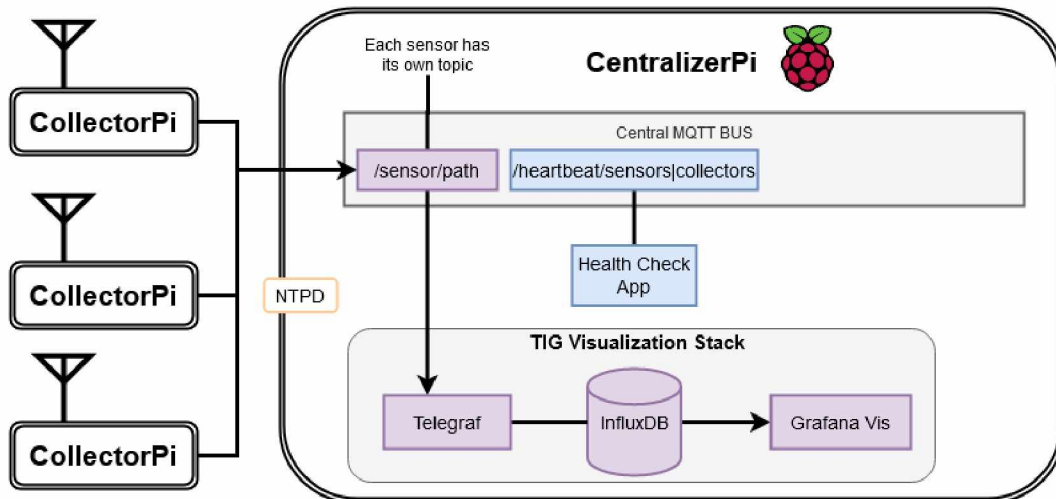 Each sensor has
its own topic
CentralizerPi
CollectorPi
Central MQTT BUS
/sensor/path
/heartbeat/sensors|collectors
Health Check
App
CollectorPi
NTPD
TIG Visualization Stack
CollectorPi
Telegraf
InfluxDB
Grafana Vis